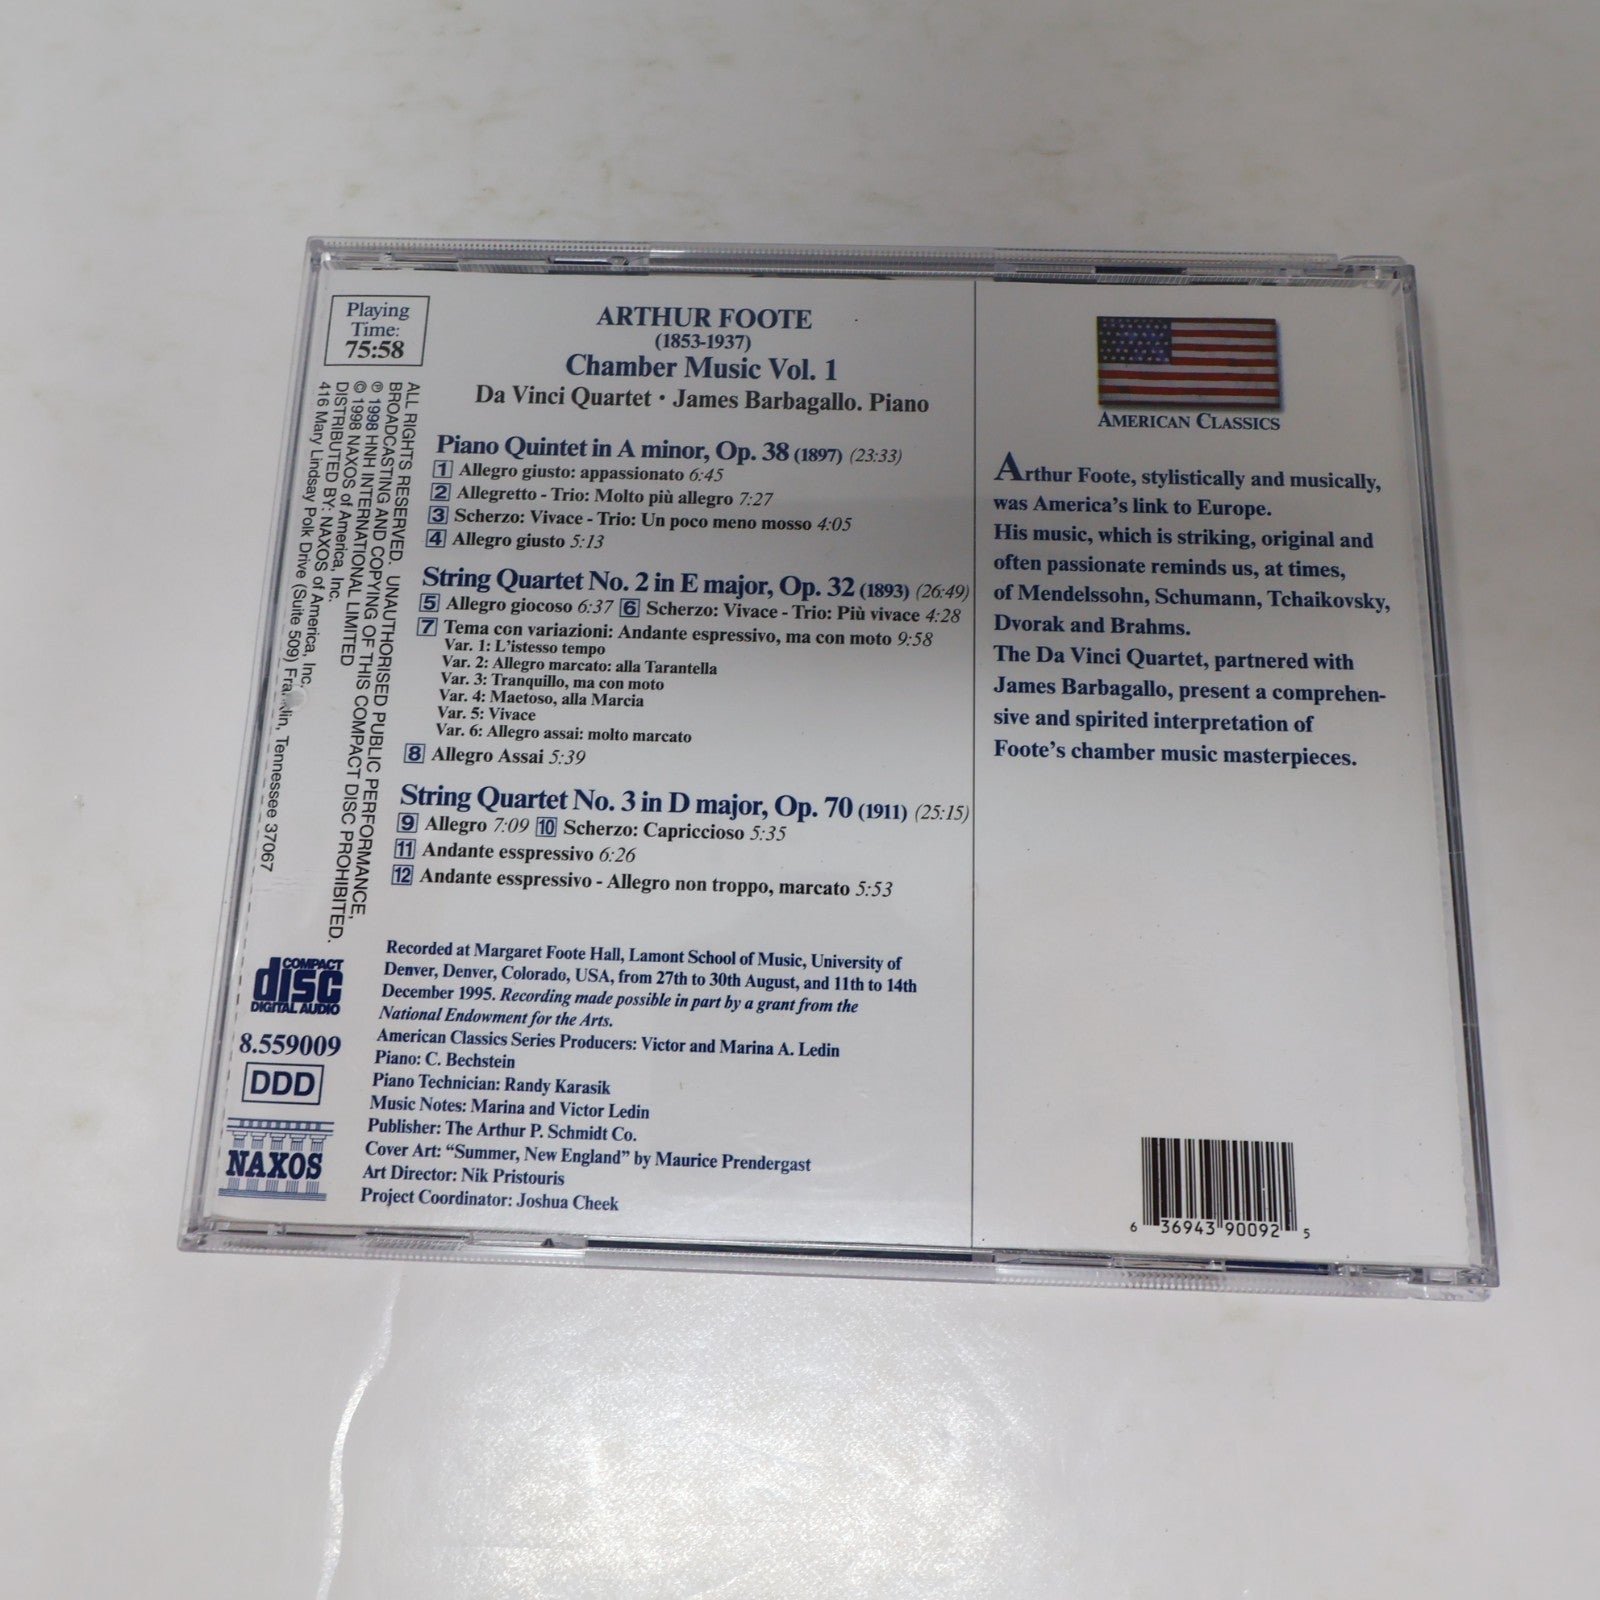 Playing
Time:
75:58
ALL RIGHTS RESERVED. UNAUTHORISED PUBLIC PERFORMANCE,
BROADCASTING AND COPYING OF THIS COMPACT DISC PROHIBITED.
℗ 1998 HNH INTERNATIONAL LIMITED
© 1998 NAXOS of America, Inc.
DISTRIBUTED BY: NAXOS of America, Inc.
416 Mary Lindsay Polk Drive (Suite 509) Franklin, Tennessee 37067
COMPACT
disc
DIGITAL AUDIO
8.559009
DDD
NAXOS
ARTHUR FOOTE
(1853-1937)
Chamber Music Vol. 1
Da Vinci Quartet • James Barbagallo. Piano
Piano Quintet in A minor, Op. 38 (1897) (23:33)
1 Allegro giusto: appassionato 6:45
2 Allegretto - Trio: Molto più allegro 7:27
3 Scherzo: Vivace - Trio: Un poco meno mosso 4:05
4 Allegro giusto 5:13
String Quartet No. 2 in E major, Op. 32 (1893) (26:49)
5 Allegro giocoso 6:37 6 Scherzo: Vivace - Trio: Più vivace 4:28
7 Tema con variazioni: Andante espressivo, ma con moto 9:58
Var. 1: L'istesso tempo
Var. 2: Allegro marcato: alla Tarantella
Var. 3: Tranquillo, ma con moto
Var. 4: Maetoso, alla Marcia
Var. 5: Vivace
Var. 6: Allegro assai: molto marcato
8 Allegro Assai 5:39
String Quartet No. 3 in D major, Op. 70 (1911) (25:15)
9 Allegro 7:09 10 Scherzo: Capriccioso 5:35
11 Andante esspressivo 6:26
12 Andante esspressivo - Allegro non troppo, marcato 5:53
Recorded at Margaret Foote Hall, Lamont School of Music, University of
Denver, Denver, Colorado, USA, from 27th to 30th August, and 11th to 14th
December 1995. Recording made possible in part by a grant from the
National Endowment for the Arts.
American Classics Series Producers: Victor and Marina A. Ledin
Piano: C. Bechstein
Piano Technician: Randy Karasik
Music Notes: Marina and Victor Ledin
Publisher: The Arthur P. Schmidt Co.
Cover Art: “Summer, New England” by Maurice Prendergast
Art Director: Nik Pristouris
Project Coordinator: Joshua Cheek
AMERICAN CLASSICS
Arthur Foote, stylistically and musically,
was America's link to Europe.
His music, which is striking, original and
often passionate reminds us, at times,
of Mendelssohn, Schumann, Tchaikovsky,
Dvorak and Brahms.
The Da Vinci Quartet, partnered with
James Barbagallo, present a comprehen-
sive and spirited interpretation of
Foote's chamber music masterpieces.
6 36943 90092 5